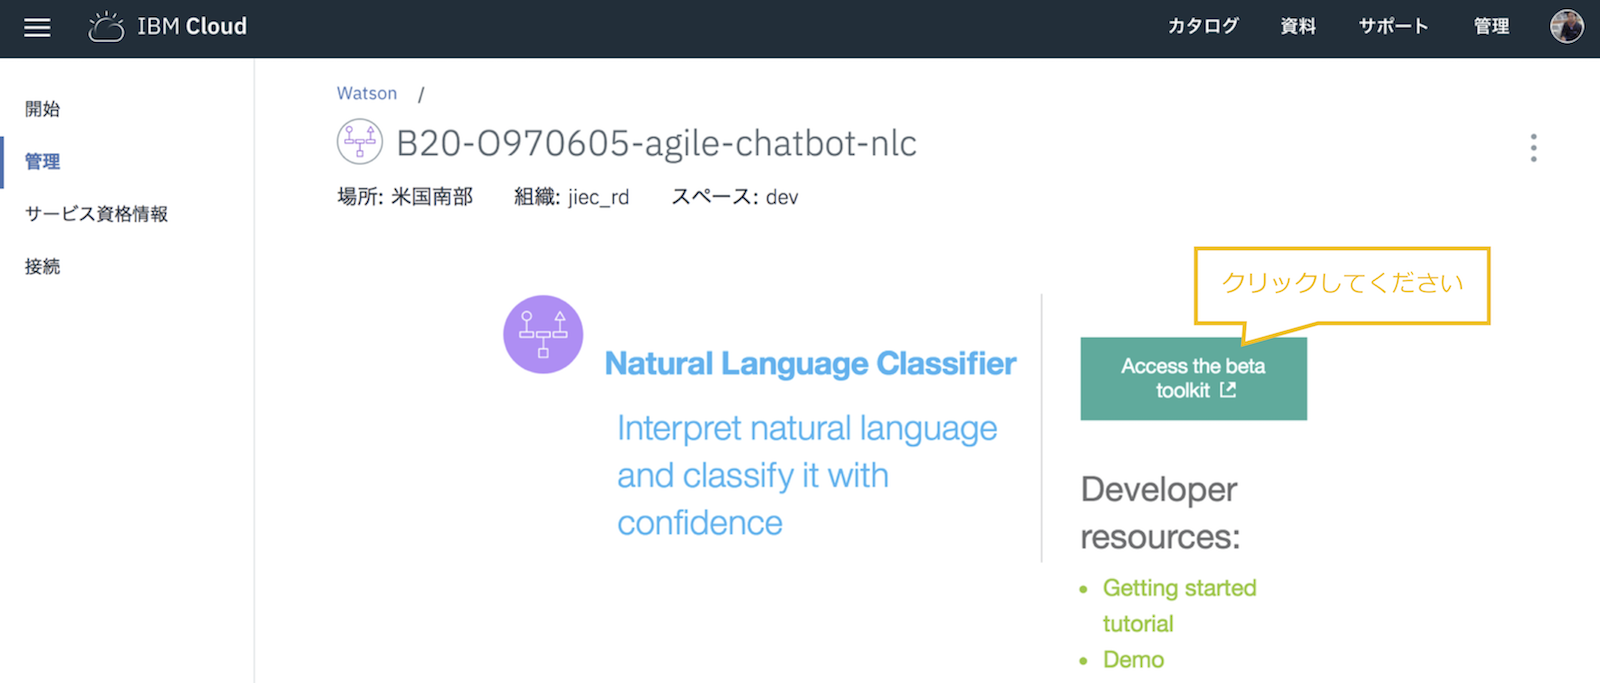 IBM Cloud
カタログ 資料 サポート 管理
開始
管理
サービス資格情報
接続
Watson /
B20-O970605-agile-chatbot-nlc
場所: 米国南部 組織: jiec_rd スペース: dev
クリックしてください
Natural Language Classifier
Interpret natural language
and classify it with
confidence
Access the beta
toolkit
Developer
resources:
• Getting started
tutorial
• Demo